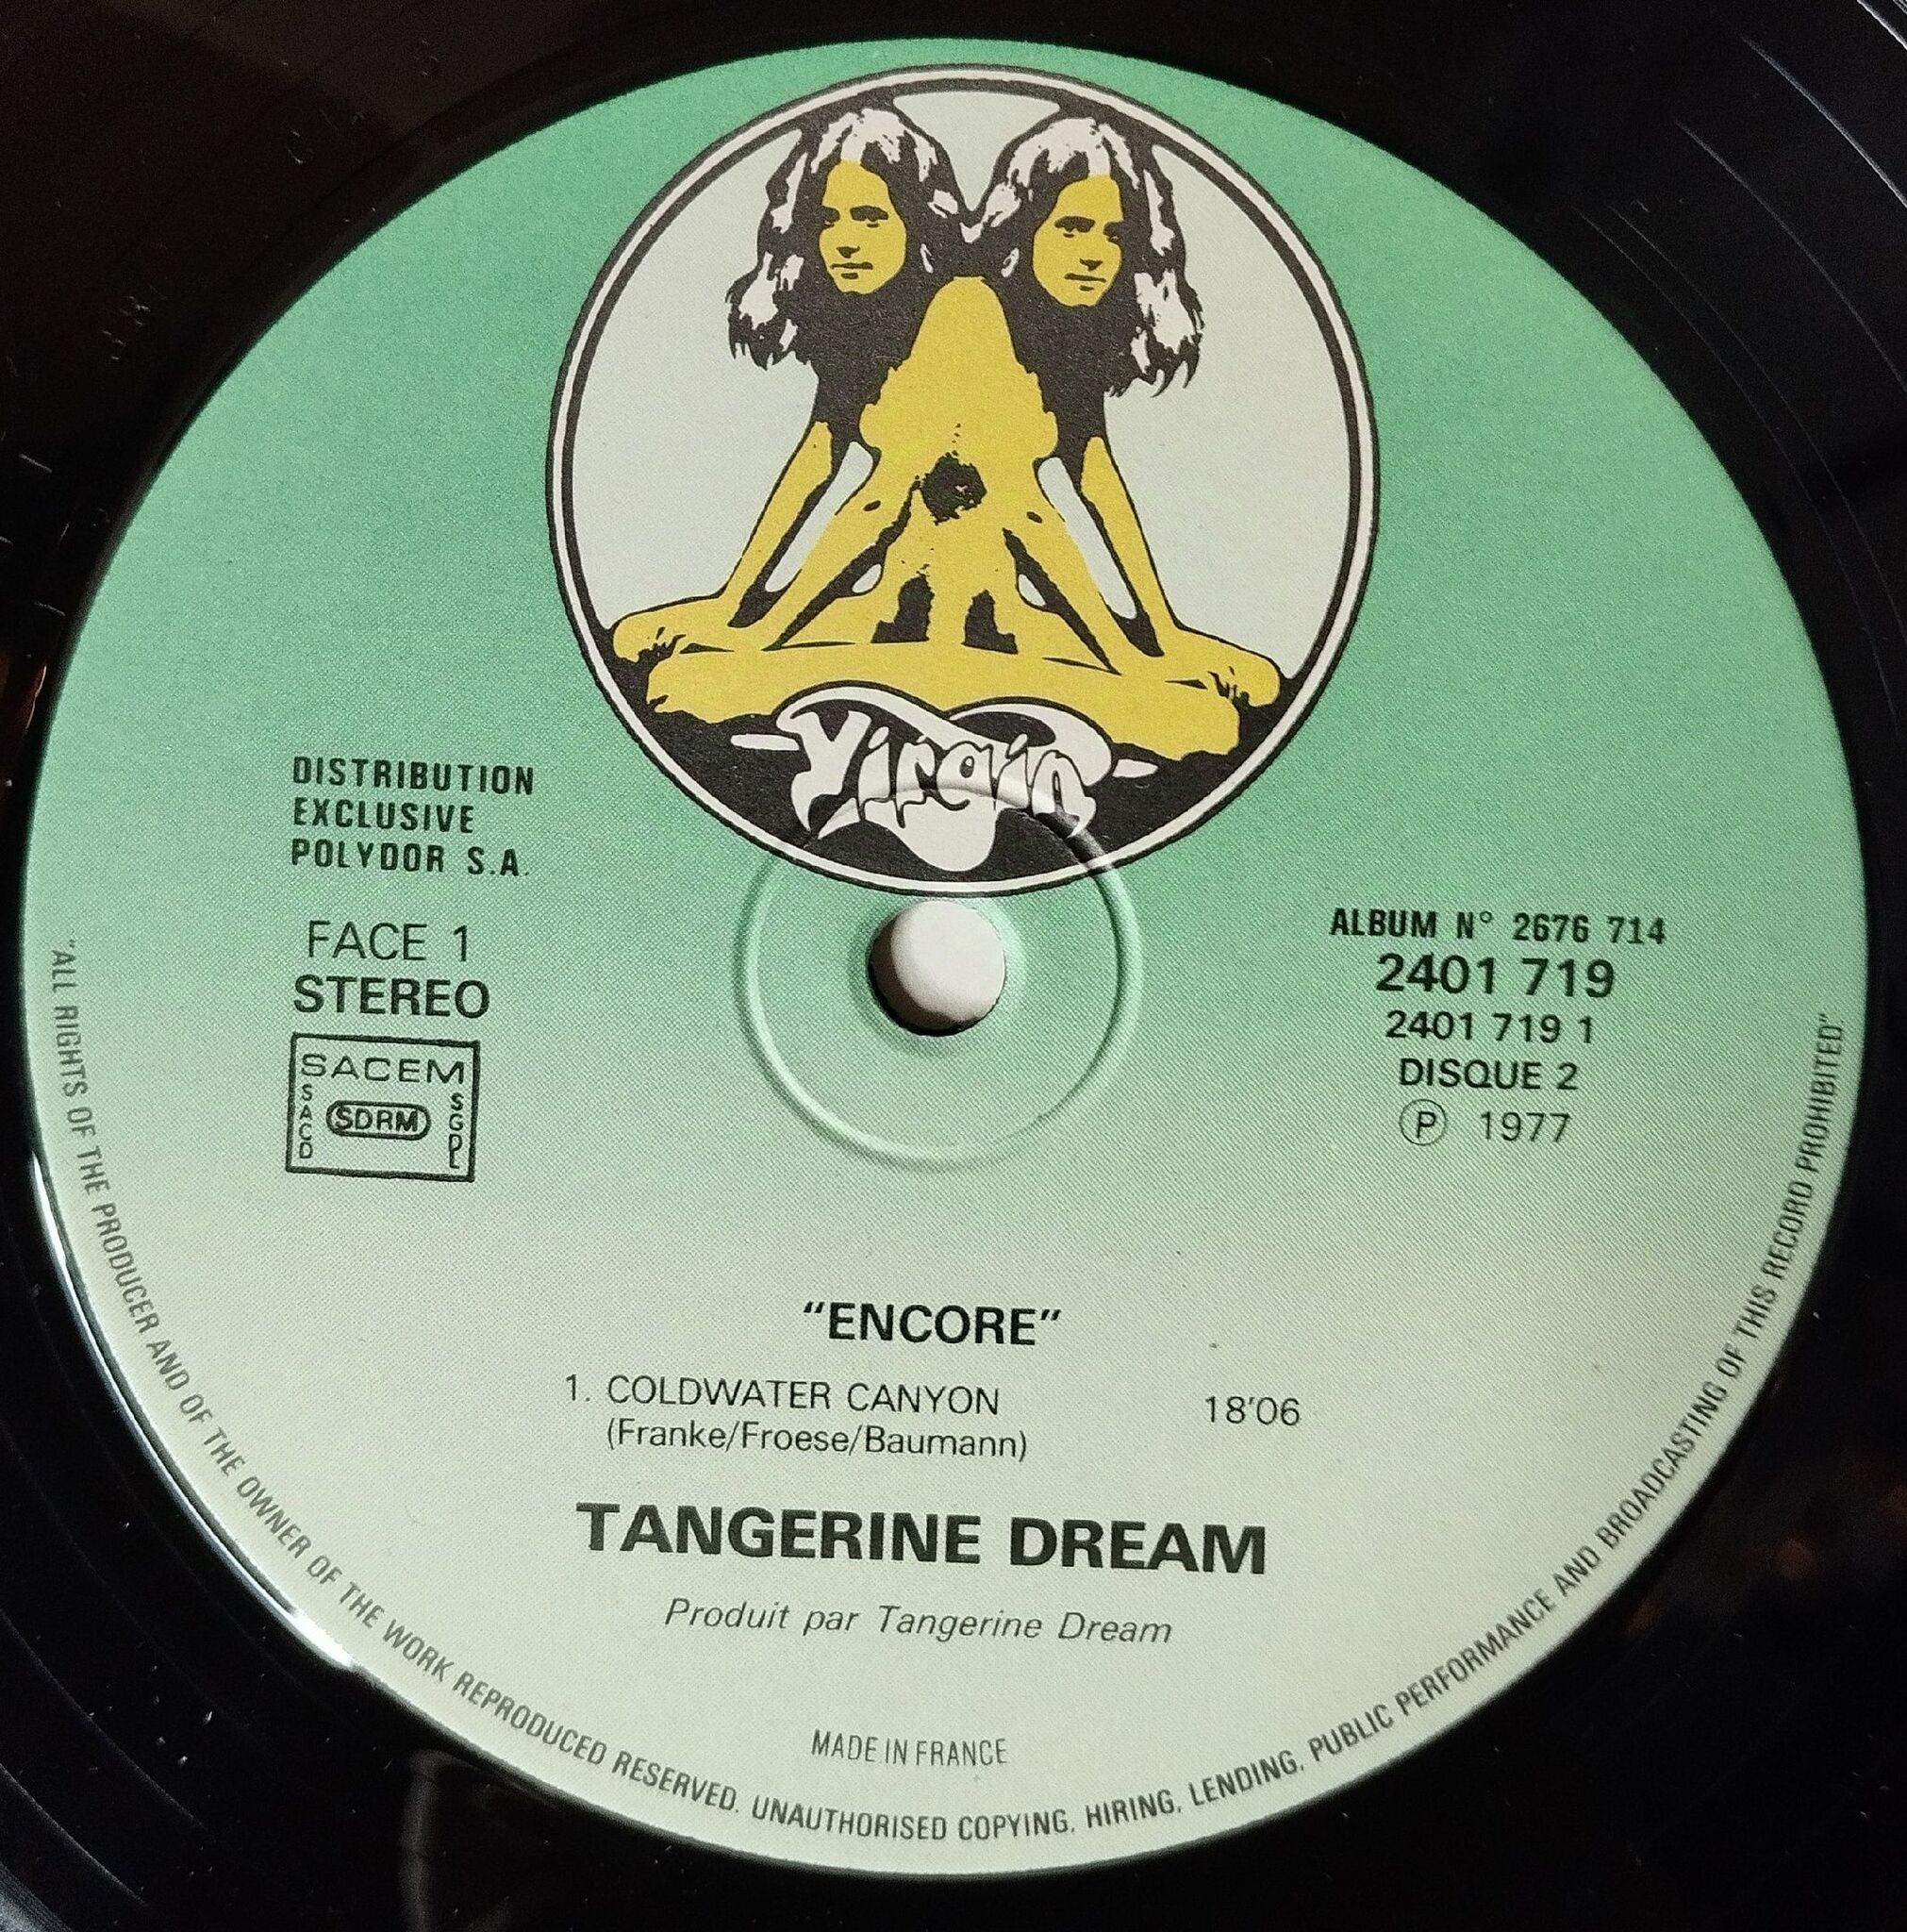 Virgin
DISTRIBUTION
EXCLUSIVE
POLYDOR S.A.
FACE 1
STEREO
SACEM
SACD
SDRM
SGDL
ALBUM N° 2676 714
2401 719
2401 719 1
DISQUE 2
Ⓟ 1977
“ENCORE”
1. COLDWATER CANYON 18'06
(Franke/Froese/Baumann)
TANGERINE DREAM
Produit par Tangerine Dream
MADE IN FRANCE
"ALL RIGHTS OF THE PRODUCER AND OF THE OWNER OF THE WORK REPRODUCED RESERVED. UNAUTHORISED COPYING, HIRING, LENDING, PUBLIC PERFORMANCE AND BROADCASTING OF THIS RECORD PROHIBITED"